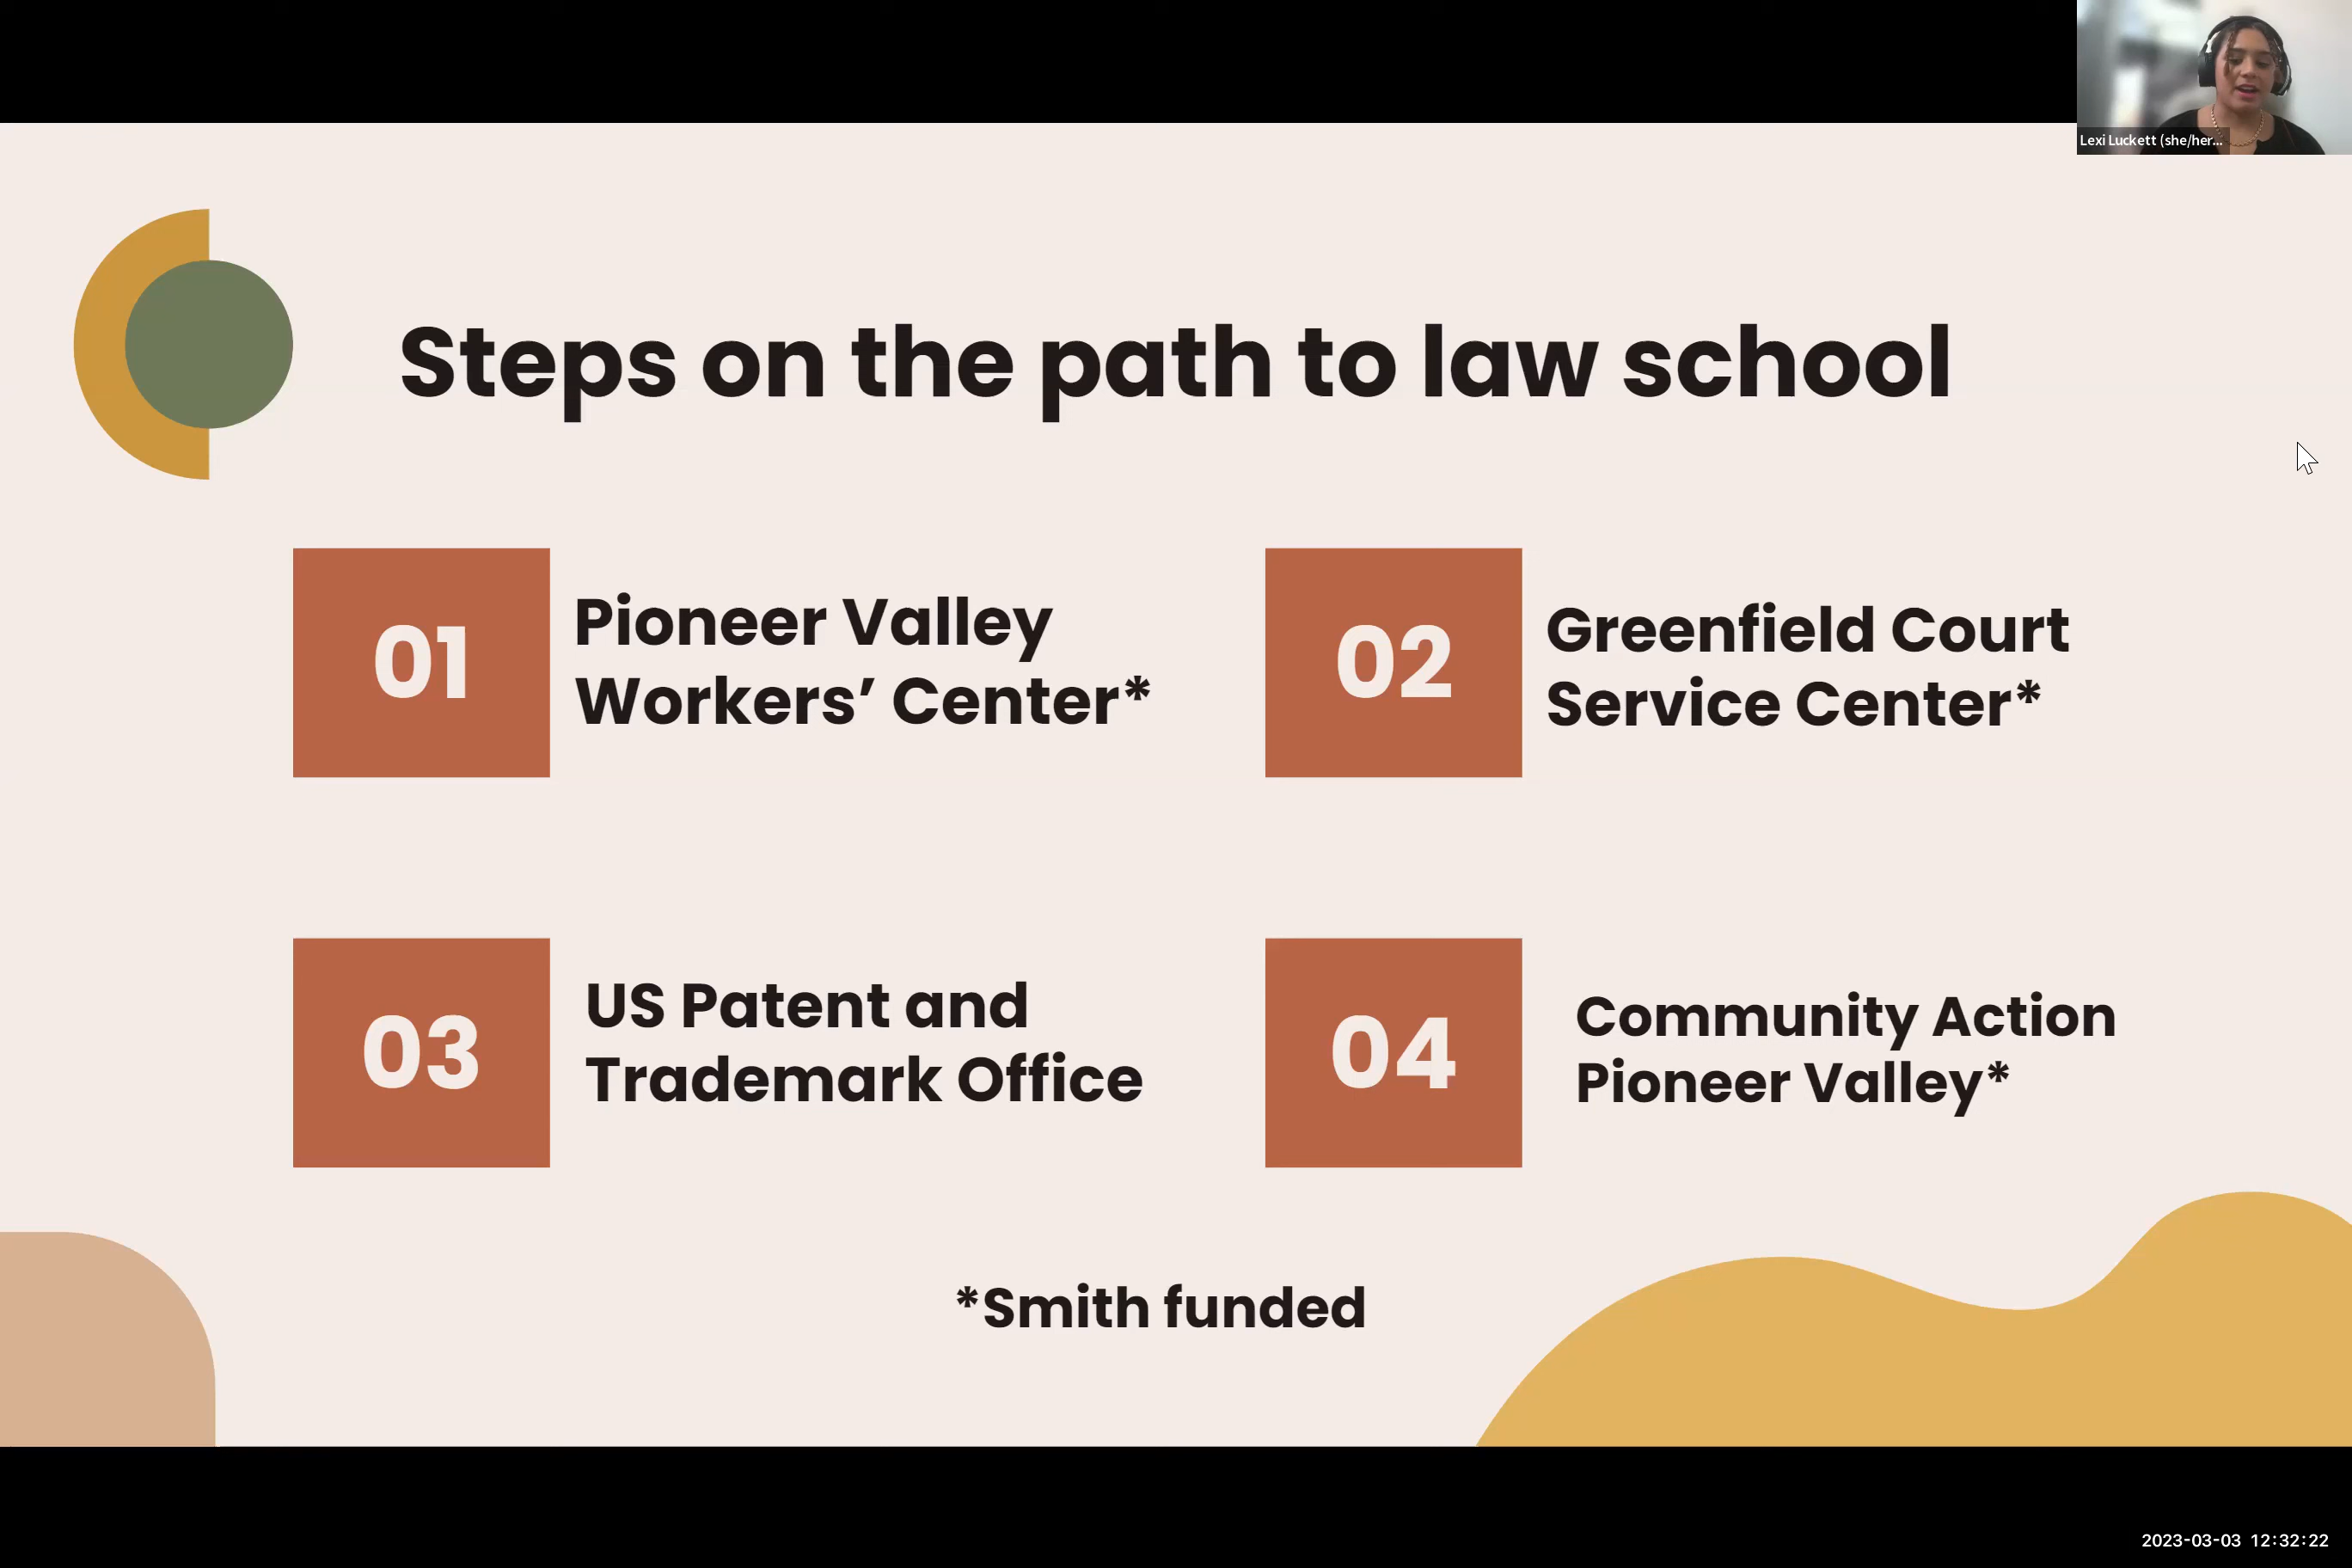 Lexi Luckett (she/her...
Steps on the path to law school
01
Pioneer Valley
Workers’ Center*
02
Greenfield Court
Service Center*
03
US Patent and
Trademark Office
04
Community Action
Pioneer Valley*
*Smith funded
2023-03-03 12:32:22